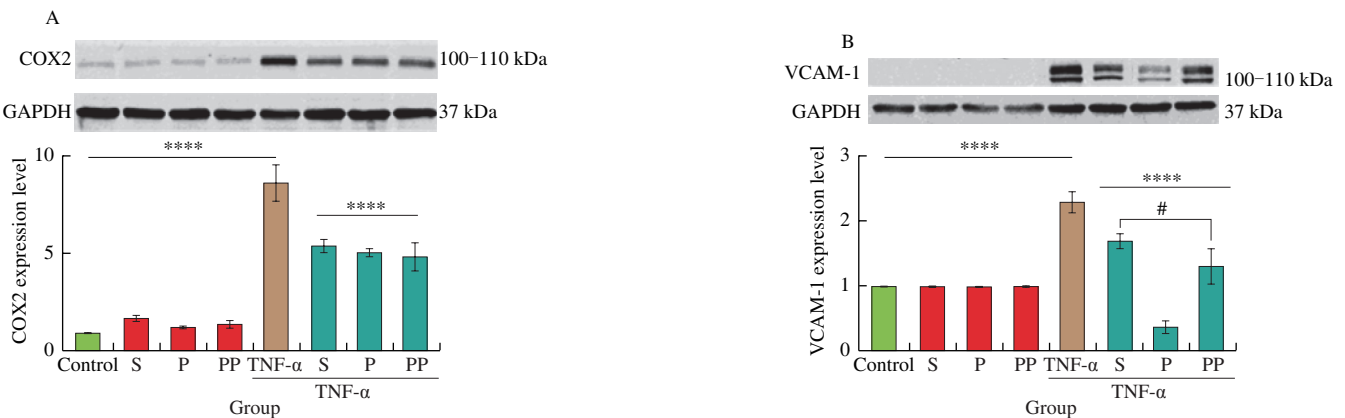 A
COX2
100−110 kDa
GAPDH
37 kDa
****
****
10
5
0
COX2 expression level
Control S P PP TNF-α S P PP
TNF-α
Group
B
VCAM-1
100−110 kDa
GAPDH
37 kDa
****
****
#
3
2
1
0
VCAM-1 expression level
Control S P PP TNF-α S P PP
TNF-α
Group